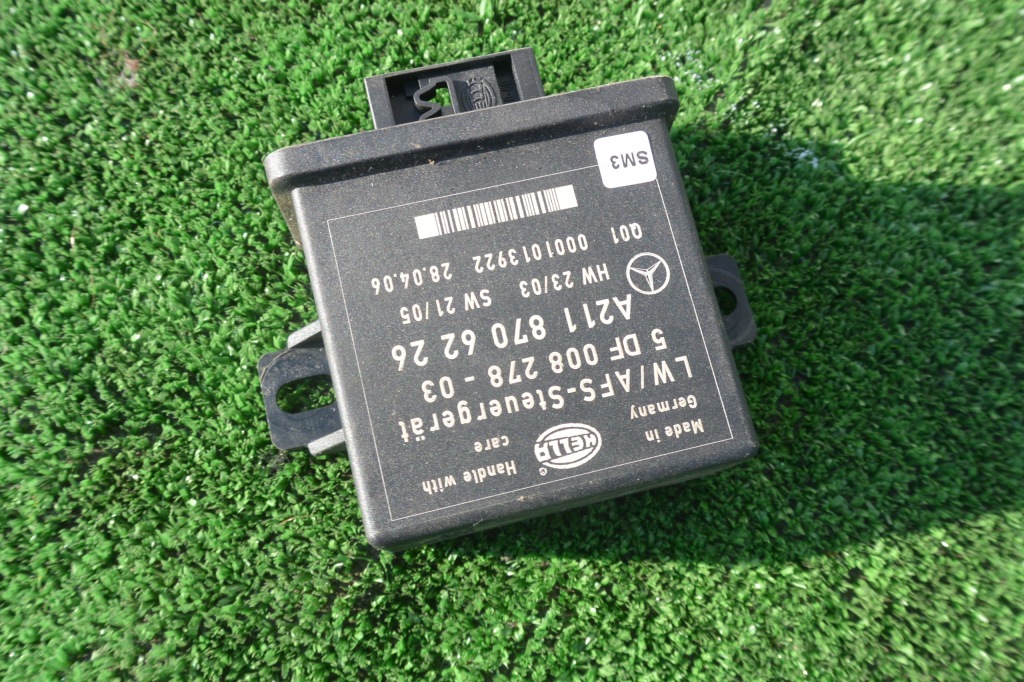 Made in
Germany
HELLA
©
Handle with
care
LW/AFS-Steuergerät
5 DF 008 278 - 03
A211 870 62 26
HW 23/03 SW 21/05
Q01 0001013922 28.04.06
SM3